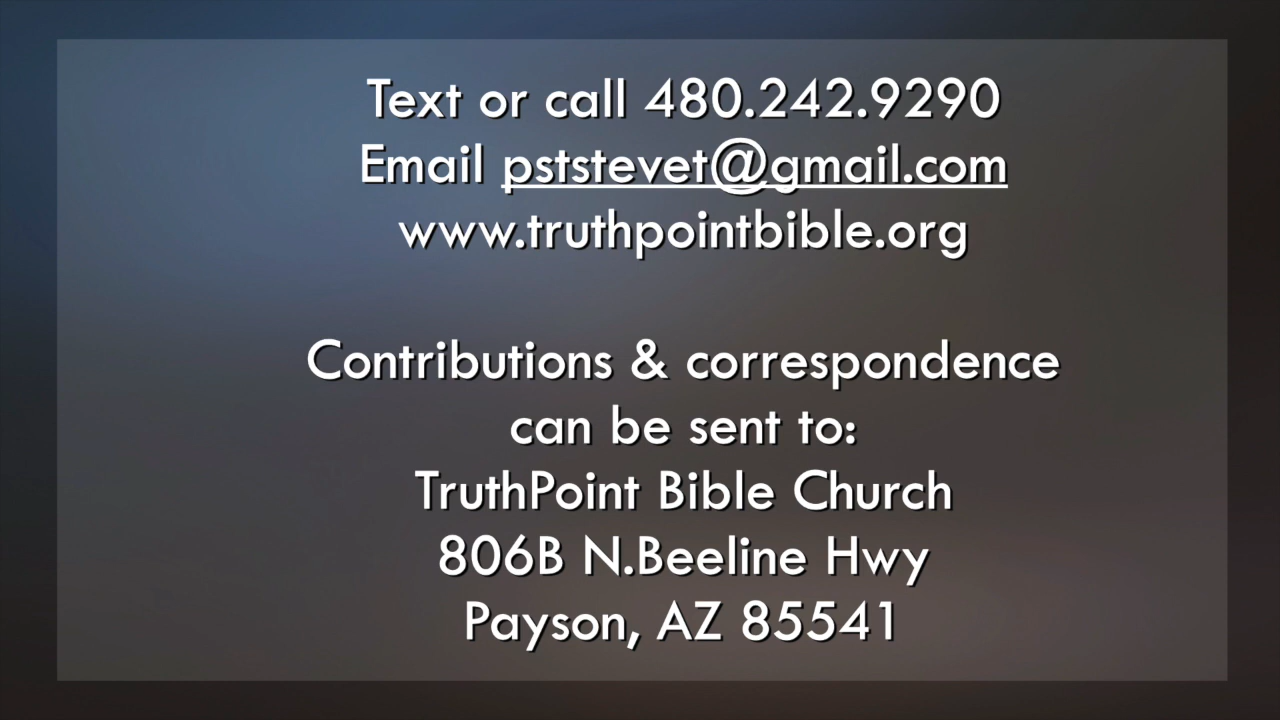 Text or call 480.242.9290
Email pststevet@gmail.com
www.truthpointbible.org
Contributions & correspondence
can be sent to:
TruthPoint Bible Church
806B N.Beeline Hwy
Payson, AZ 85541